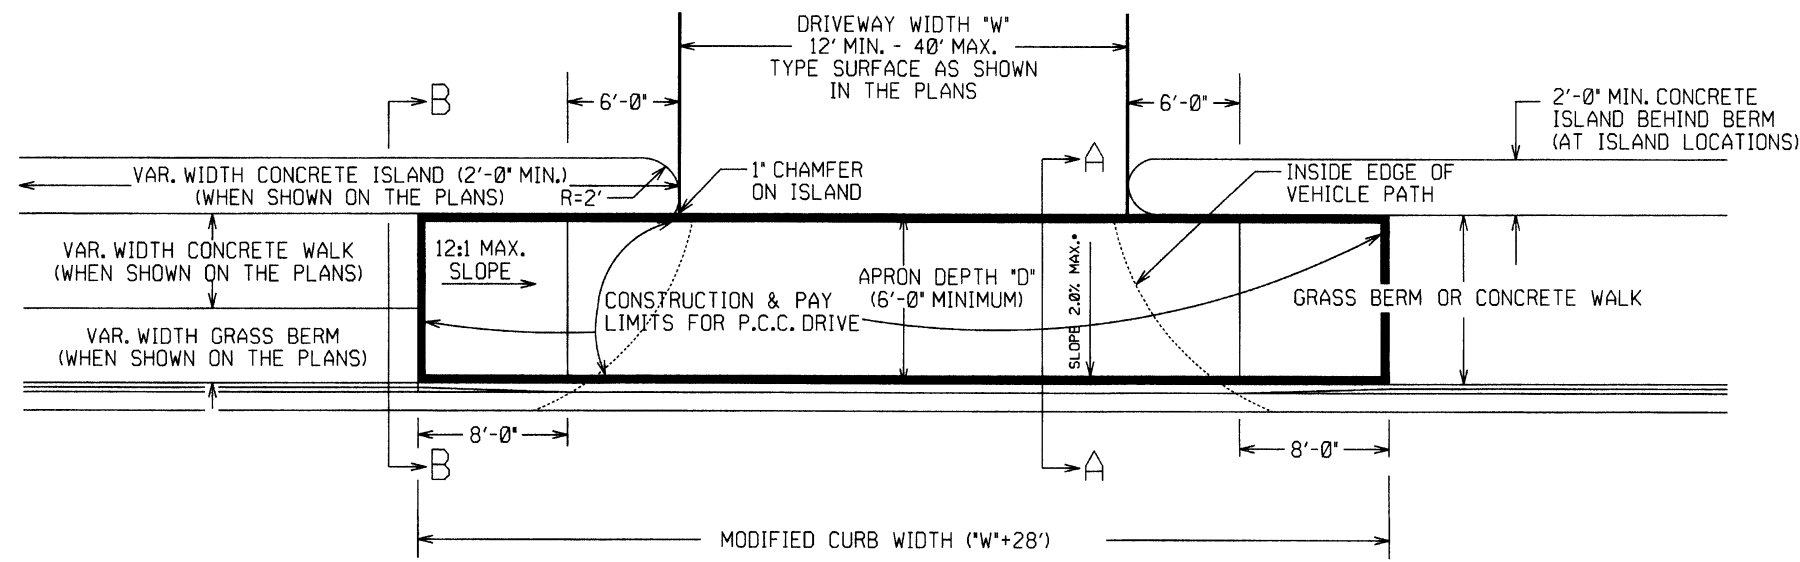 DRIVEWAY WIDTH "W"
12' MIN. - 40' MAX.
TYPE SURFACE AS SHOWN
IN THE PLANS
B
6'-0"
6'-0"
2'-0" MIN. CONCRETE
ISLAND BEHIND BERM
(AT ISLAND LOCATIONS)
A
VAR. WIDTH CONCRETE ISLAND (2'-0" MIN.)
(WHEN SHOWN ON THE PLANS)
R=2'
1" CHAMFER
ON ISLAND
INSIDE EDGE OF
VEHICLE PATH
VAR. WIDTH CONCRETE WALK
(WHEN SHOWN ON THE PLANS)
12:1 MAX.
SLOPE
APRON DEPTH "D"
(6'-0" MINIMUM)
SLOPE 2.0% MAX.*
CONSTRUCTION & PAY
LIMITS FOR P.C.C. DRIVE
GRASS BERM OR CONCRETE WALK
VAR. WIDTH GRASS BERM
(WHEN SHOWN ON THE PLANS)
8'-0"
8'-0"
B
A
MODIFIED CURB WIDTH ("W"+28')